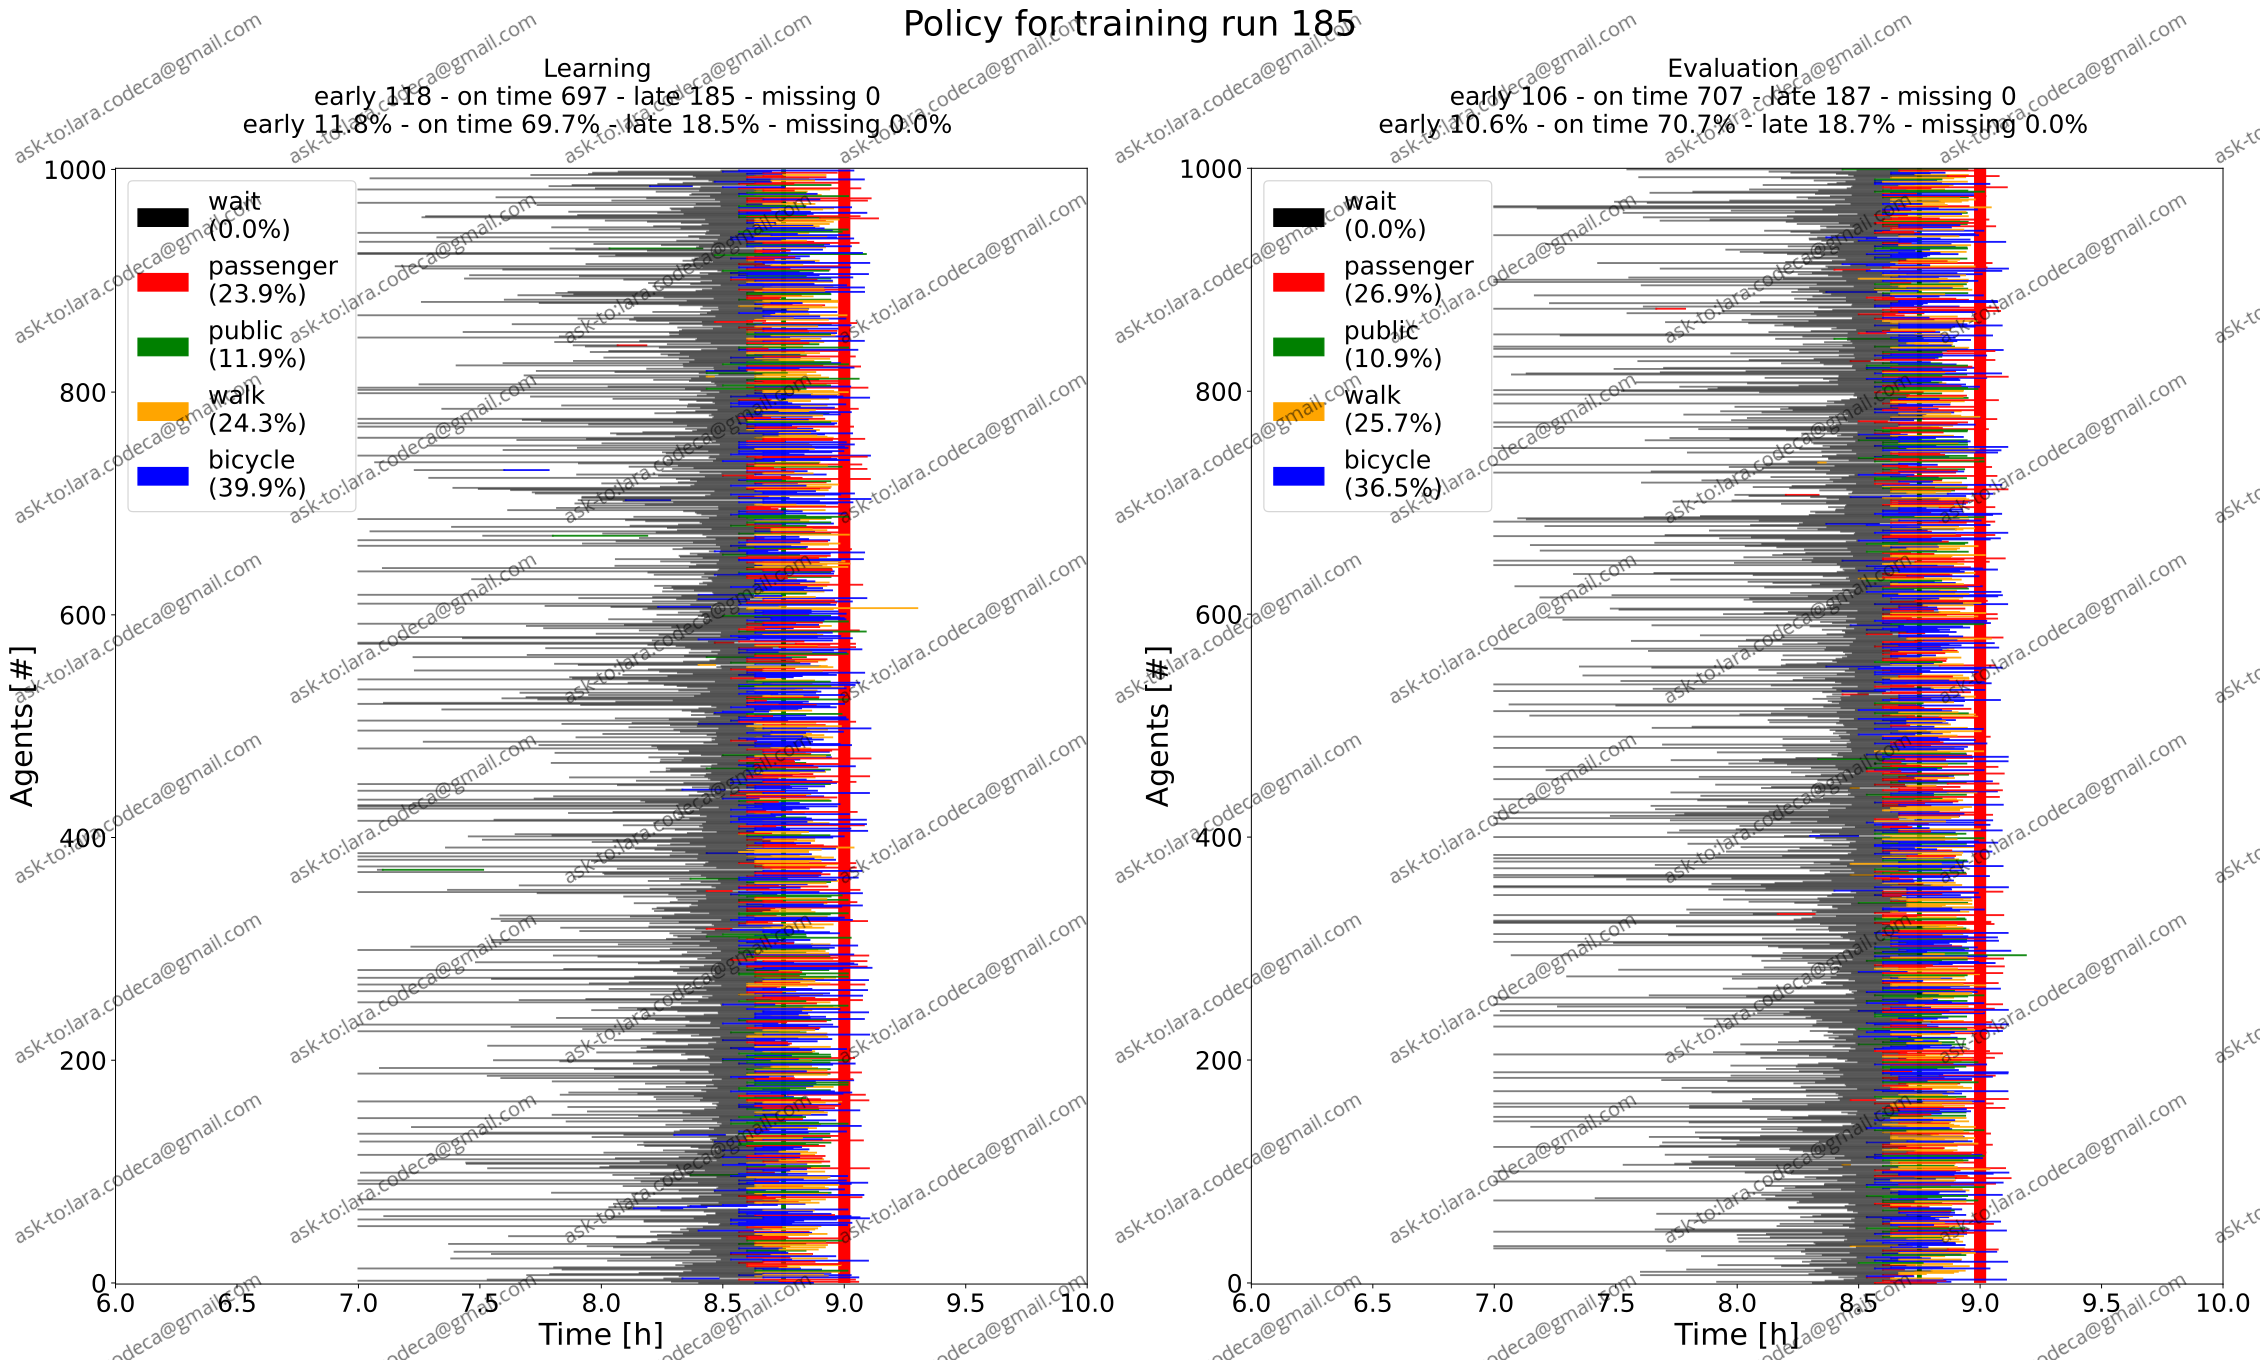 Policy for training run 185
Learning
early 118 - on time 697 - late 185 - missing 0
early 11.8% - on time 69.7% - late 18.5% - missing 0.0%
1000
800
600
400
200
0
Agents [#]
wait
(0.0%)
passenger
(23.9%)
public
(11.9%)
walk
(24.3%)
bicycle
(39.9%)
6.0 6.5 7.0 7.5 8.0 8.5 9.0 9.5 10.0
Time [h]
Evaluation
early 106 - on time 707 - late 187 - missing 0
early 10.6% - on time 70.7% - late 18.7% - missing 0.0%
1000
800
600
400
200
0
Agents [#]
wait
(0.0%)
passenger
(26.9%)
public
(10.9%)
walk
(25.7%)
bicycle
(36.5%)
6.0 6.5 7.0 7.5 8.0 8.5 9.0 9.5 10.0
Time [h]
ask-to:lara.codeca@gmail.com